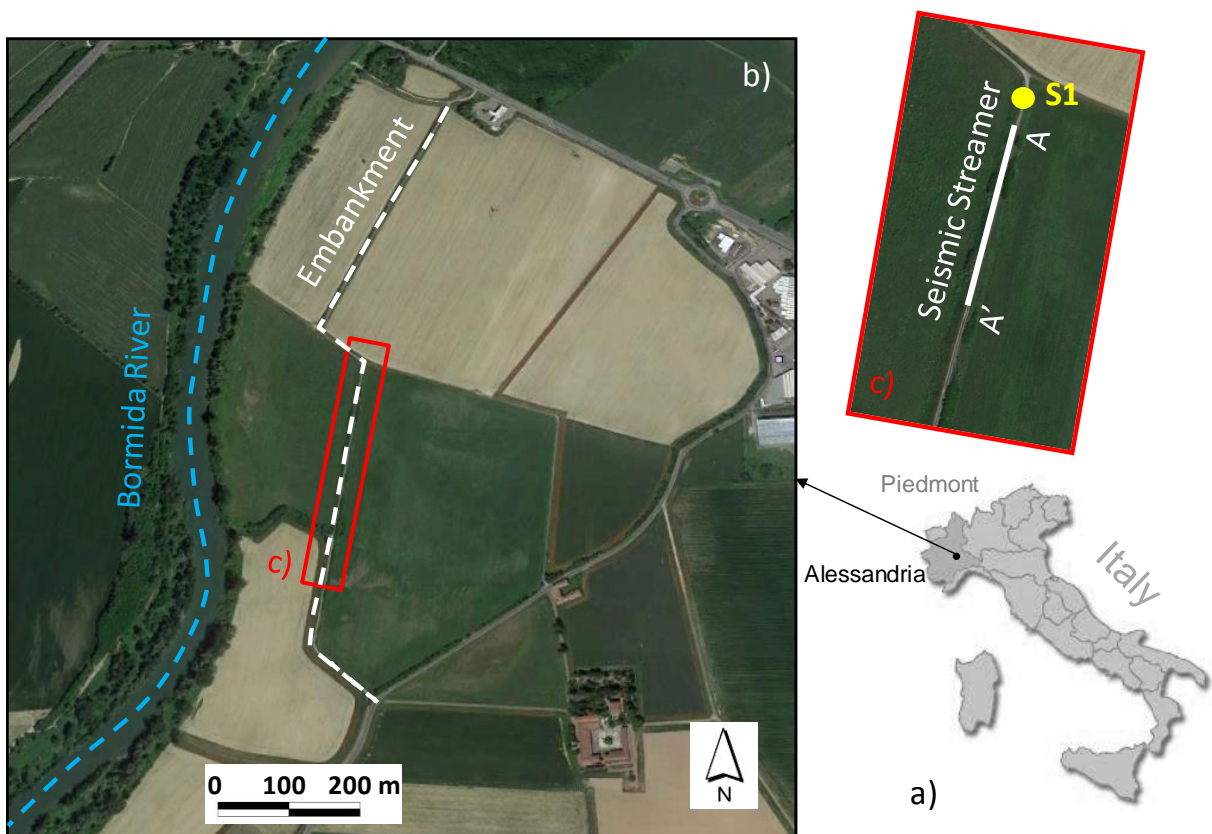 b)
Embankment
Bormida River
c)
0 100 200 m
N
S1
A
Seismic Streamer
A'
c)
Piedmont
Alessandria
Italy
a)